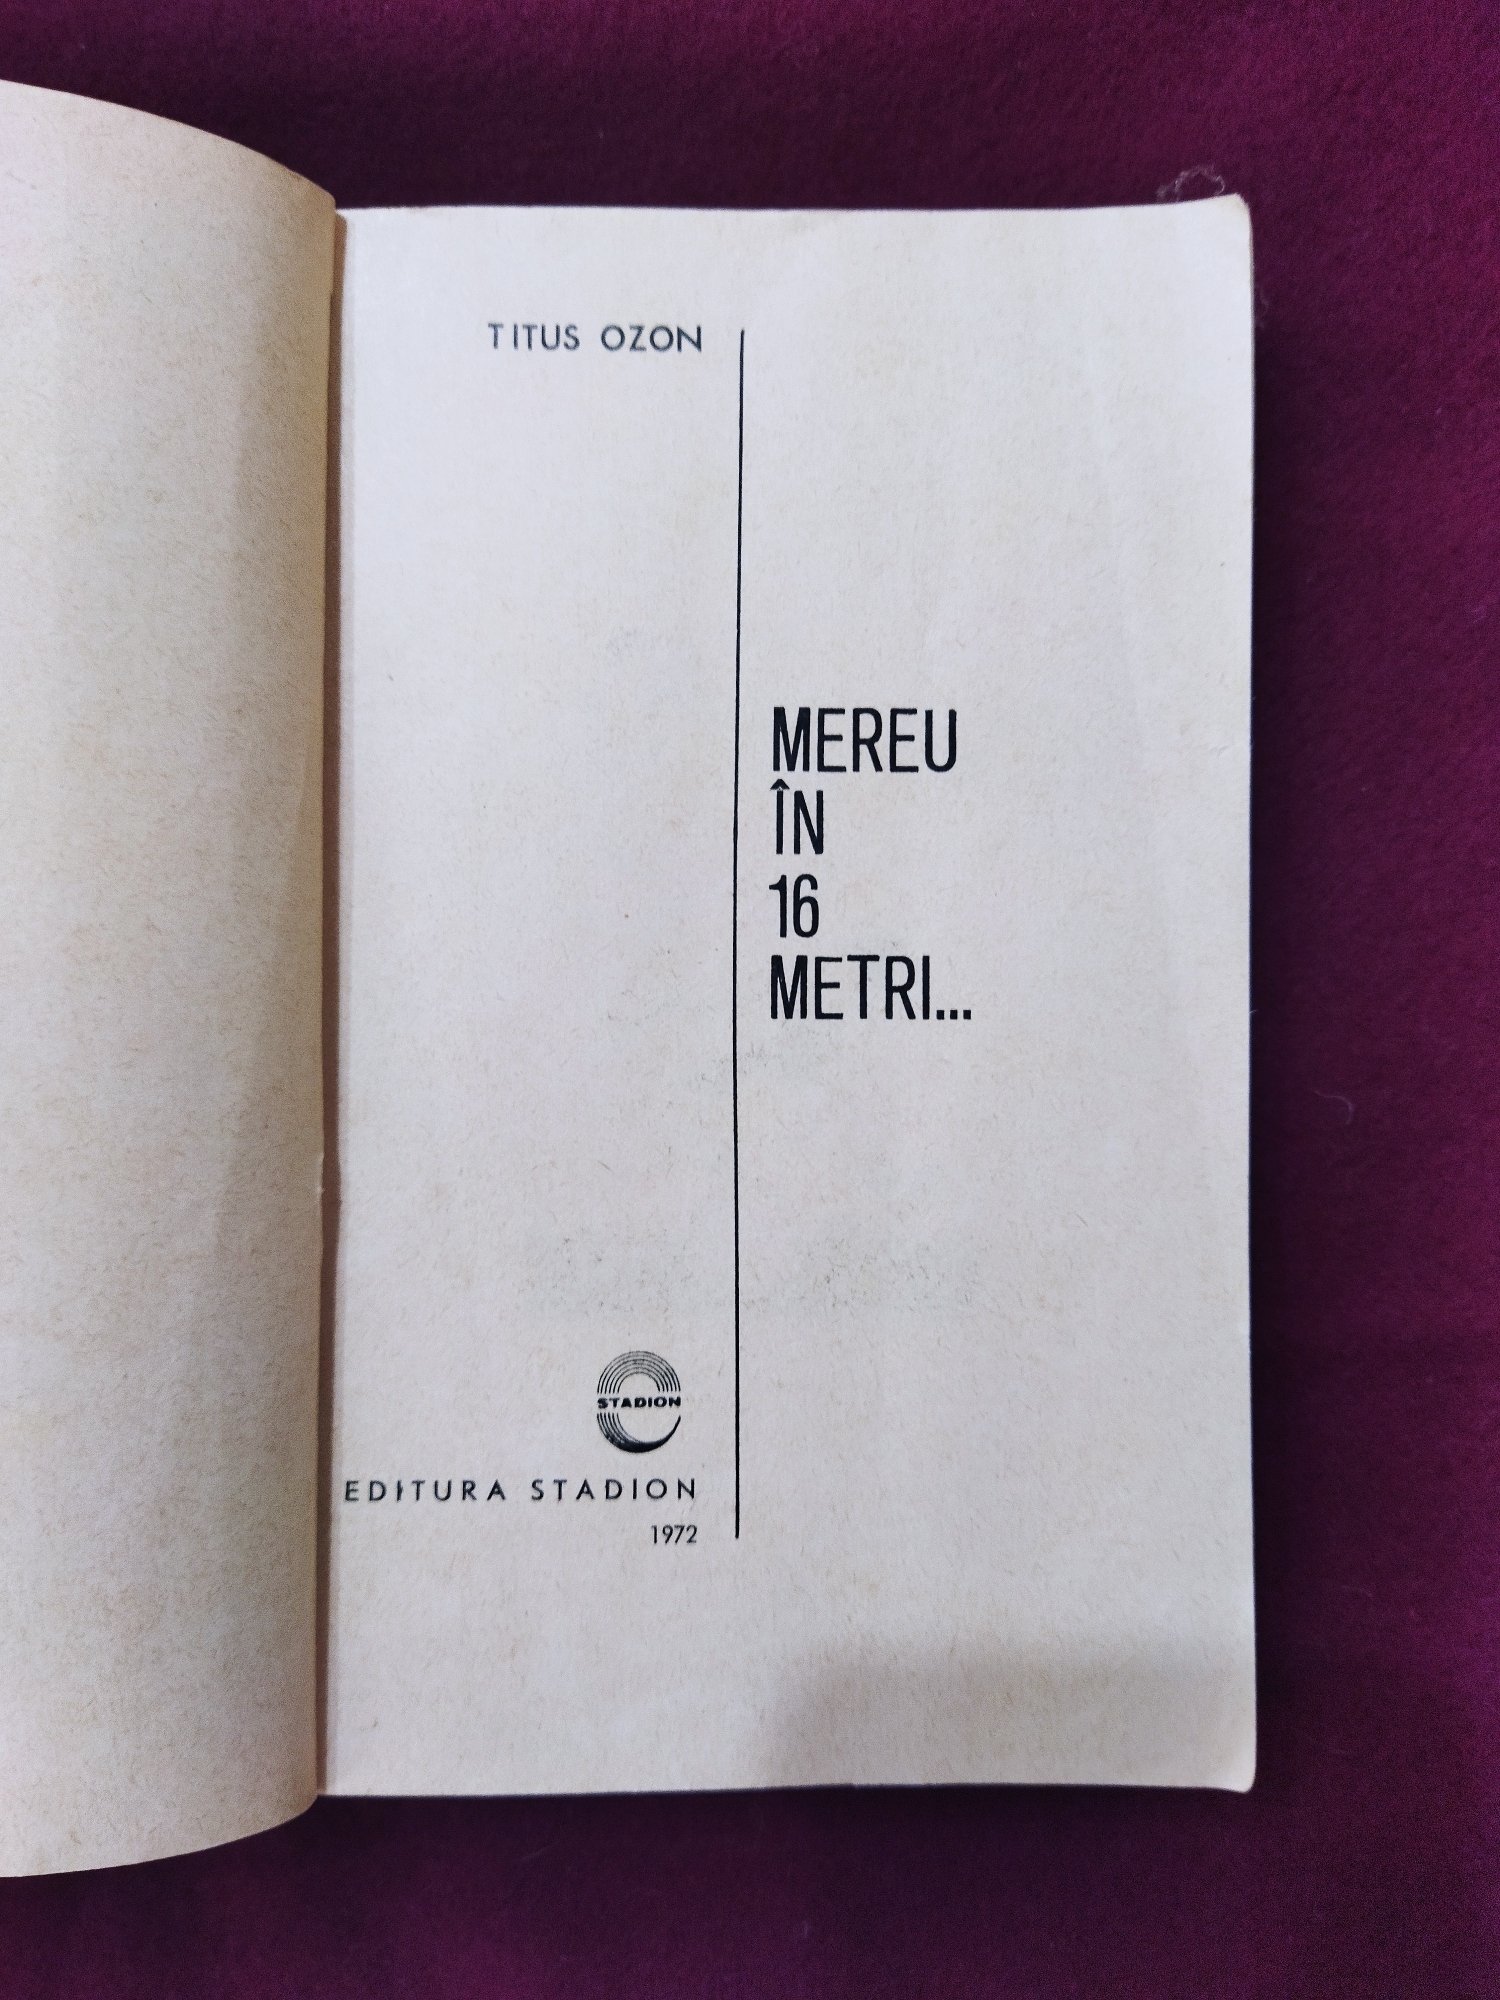 TITUS OZON
MEREU
ÎN
16
METRI...
STADION
EDITURA STADION
1972